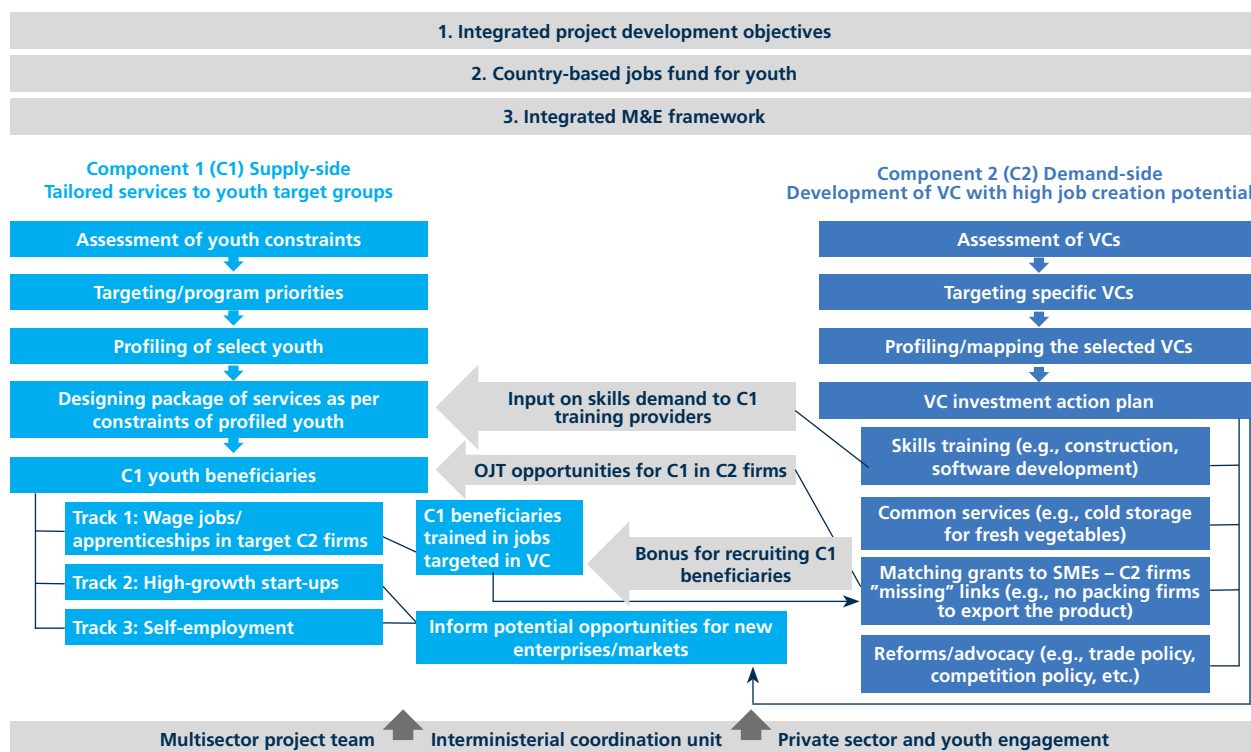 1. Integrated project development objectives
2. Country-based jobs fund for youth
3. Integrated M&E framework
Component 1 (C1) Supply-side
Tailored services to youth target groups
Assessment of youth constraints
Targeting/program priorities
Profiling of select youth
Designing package of services as per
constraints of profiled youth
C1 youth beneficiaries
Track 1: Wage jobs/
apprenticeships in target C2 firms
Track 2: High-growth start-ups
Track 3: Self-employment
Input on skills demand to C1
training providers
OJT opportunities for C1 in C2 firms
C1 beneficiaries
trained in jobs
targeted in VC
Bonus for recruiting C1
beneficiaries
Inform potential opportunities for new
enterprises/markets
Component 2 (C2) Demand-side
Development of VC with high job creation potential
Assessment of VCs
Targeting specific VCs
Profiling/mapping the selected VCs
VC investment action plan
Skills training (e.g., construction,
software development)
Common services (e.g., cold storage
for fresh vegetables)
Matching grants to SMEs – C2 firms
"missing" links (e.g., no packing firms
to export the product)
Reforms/advocacy (e.g., trade policy,
competition policy, etc.)
Multisector project team Interministerial coordination unit Private sector and youth engagement